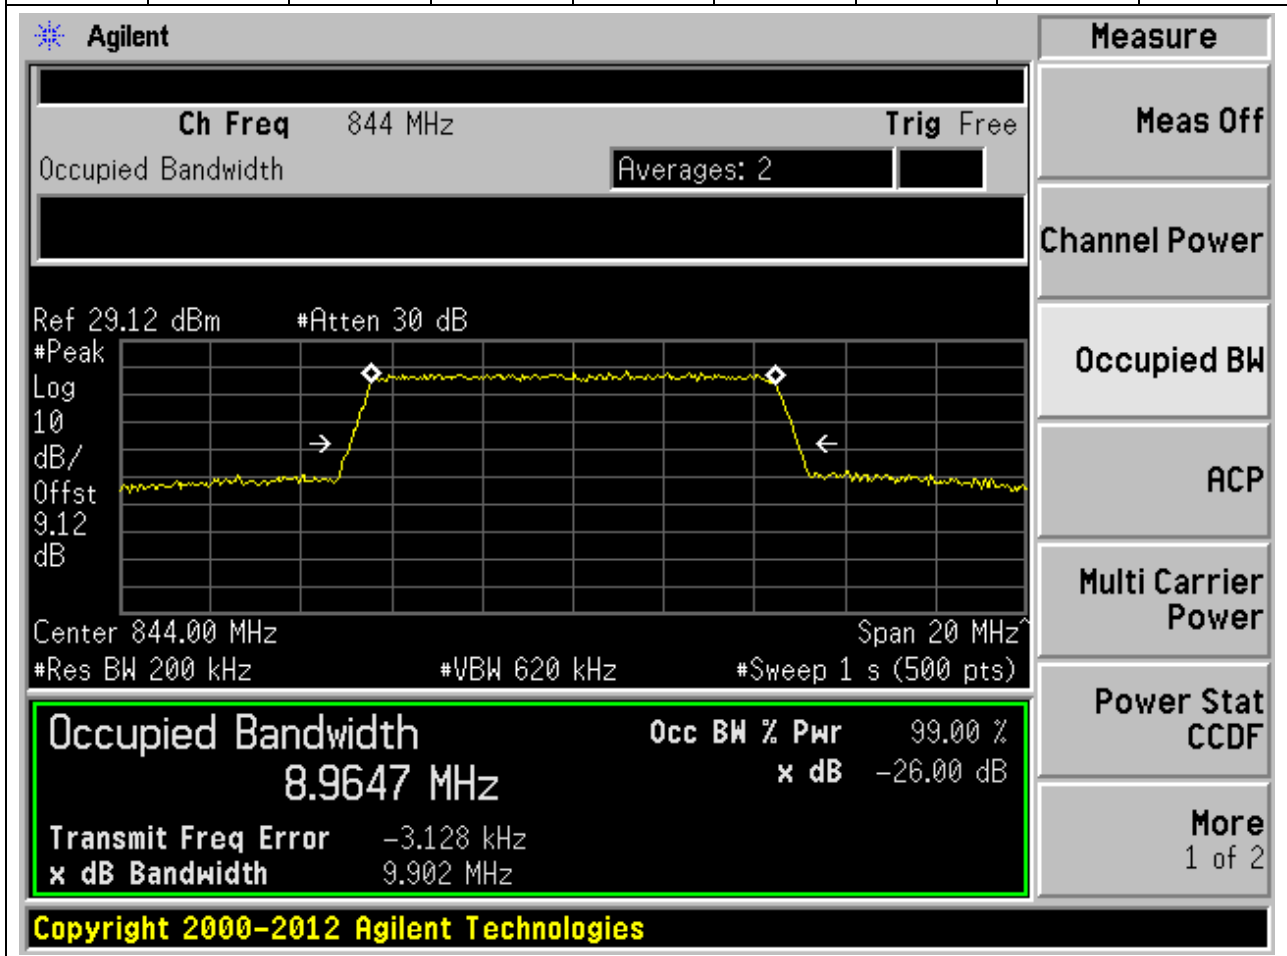 Agilent
Measure
Ch Freq 844 MHz Trig Free
Occupied Bandwidth Averages: 2
Ref 29.12 dBm #Atten 30 dB
#Peak
Log
10
dB/
Offst
9.12
dB
Center 844.00 MHz Span 20 MHz^
#Res BW 200 kHz #VBW 620 kHz #Sweep 1 s (500 pts)
Occupied Bandwidth Occ BW % Pwr 99.00 %
8.9647 MHz x dB -26.00 dB
Transmit Freq Error -3.128 kHz
x dB Bandwidth 9.902 MHz
Copyright 2000-2012 Agilent Technologies
Meas Off
Channel Power
Occupied BW
ACP
Multi Carrier
Power
Power Stat
CCDF
More
1 of 2